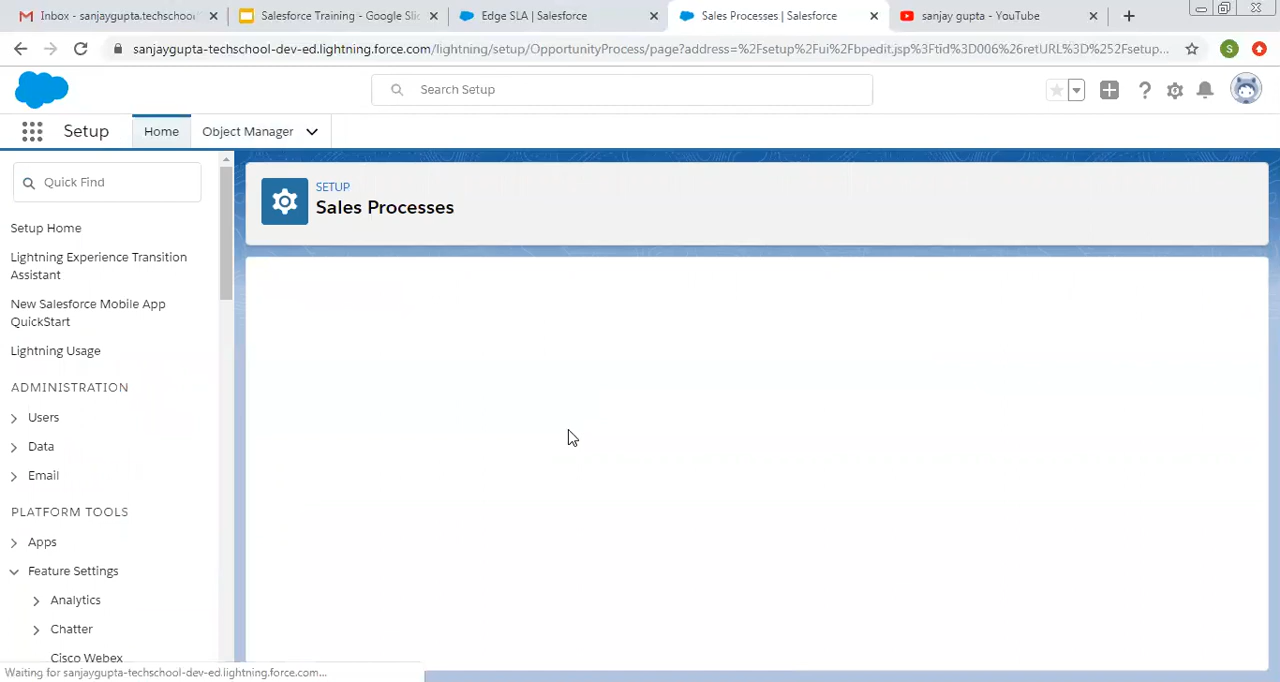 Inbox - sanjaygupta.techschool
Salesforce Training - Google Slid
Edge SLA | Salesforce
Sales Processes | Salesforce
sanjay gupta - YouTube
sanjaygupta-techschool-dev-ed.lightning.force.com/lightning/setup/OpportunityProcess/page?address=%2Fsetup%2Fui%2Fbpedit.jsp%3Ftid%3D006%26retURL%3D%252Fsetup...
S
Search Setup
Setup
Home
Object Manager
Quick Find
SETUP
Sales Processes
Setup Home
Lightning Experience Transition
Assistant
New Salesforce Mobile App
QuickStart
Lightning Usage
ADMINISTRATION
Users
Data
Email
PLATFORM TOOLS
Apps
Feature Settings
Analytics
Chatter
Cisco Webex
Waiting for sanjaygupta-techschool-dev-ed.lightning.force.com...